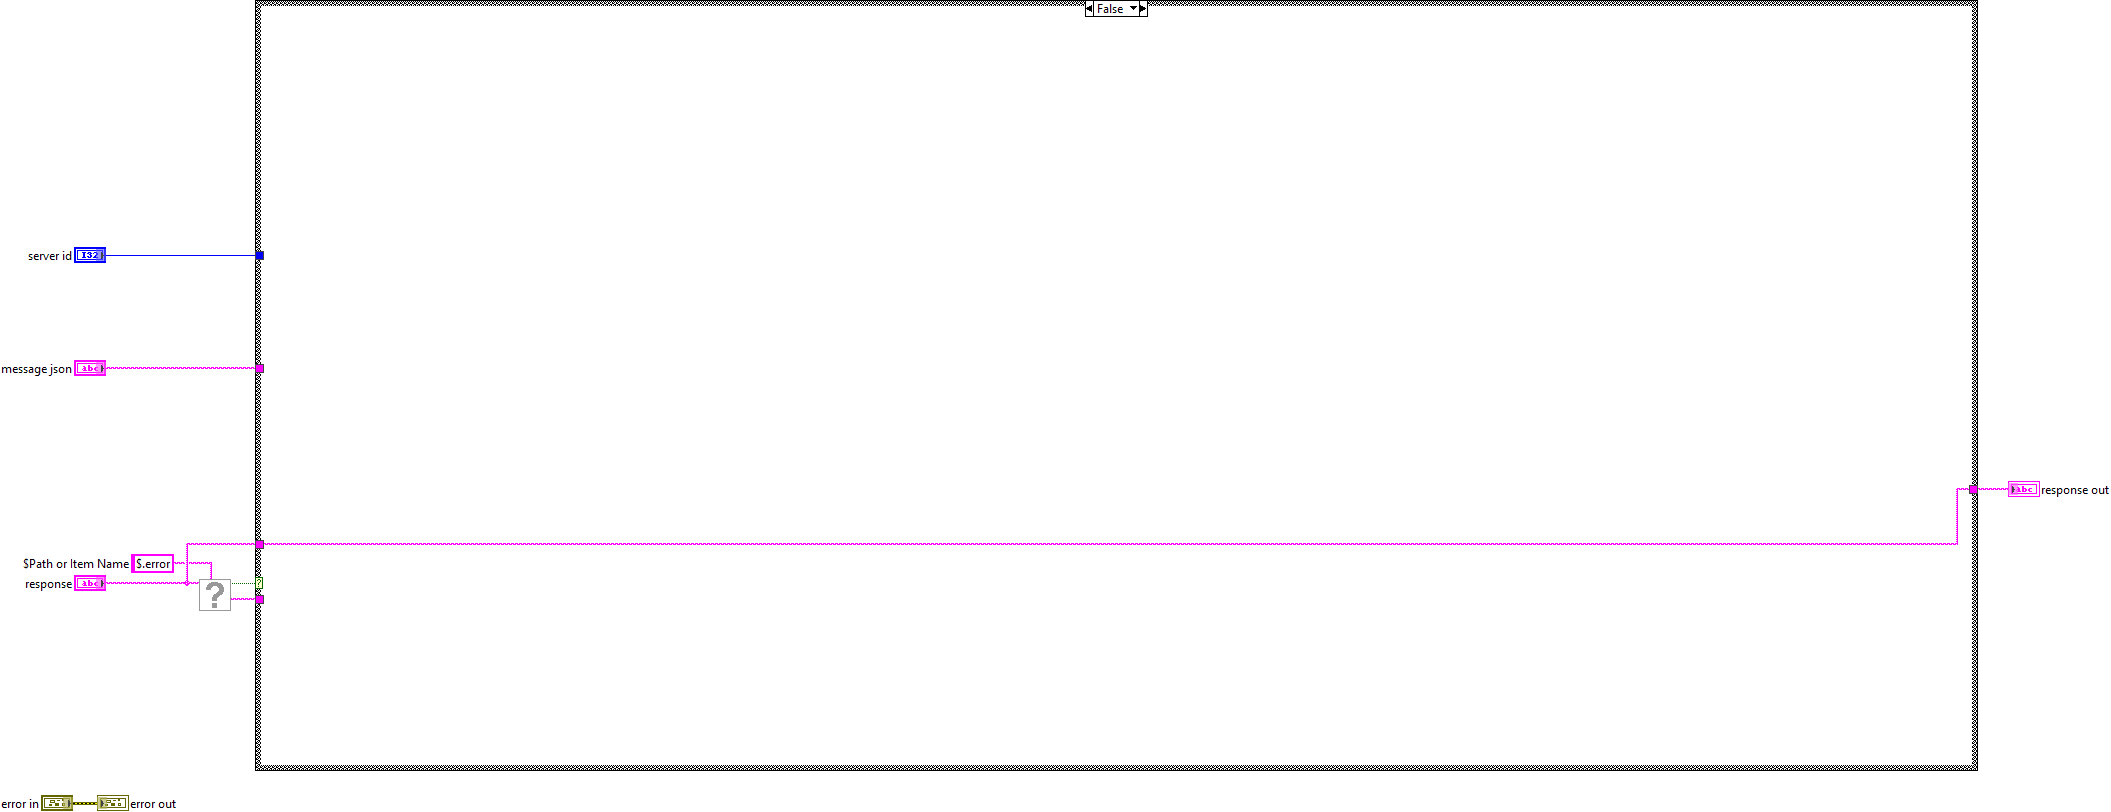 False
server id
I32
message json
abc
abc
response out
$Path or Item Name
$.error
response
abc
?
?
error in
error out